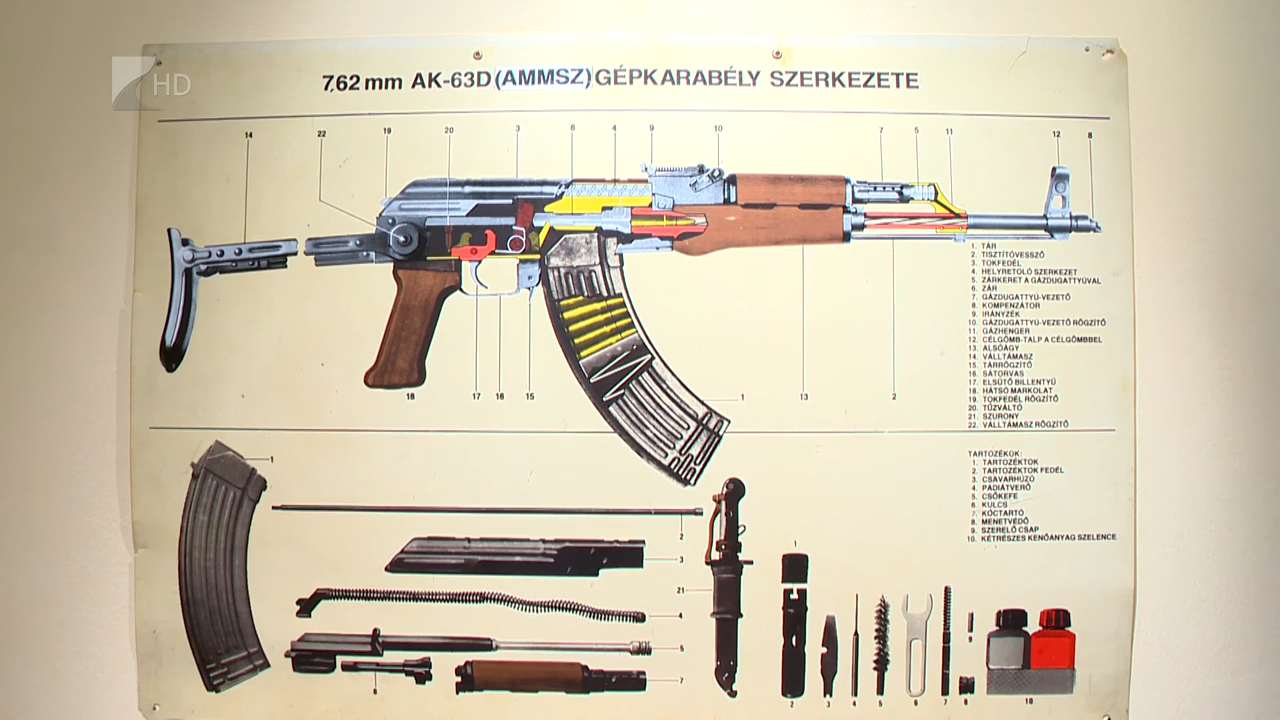 HD
7,62 mm AK-63D (AMMSZ) GÉPKARABÉLY SZERKEZETE
14 22 19 20 3 6 4 9 10 7 5 11 12 8
1. TÁR
2. TISZTÍTÓVESSZŐ
3. TOKFEDÉL
4. HELYRETOLÓ SZERKEZET
5. ZÁRKERET A GÁZDUGATTYÚVAL
6. ZÁR
7. GÁZDUGATTYÚ-VEZETŐ
8. KOMPENZÁTOR
9. IRÁNYZÉK
10. GÁZDUGATTYÚ-VEZETŐ RÖGZÍTŐ
11. GÁZHENGER
12. CÉLGÖMB-TALP A CÉLGÖMBBEL
13. ALSÓÁGY
14. VÁLLTÁMASZ
15. TÁRRÖGZÍTŐ
16. SÁTORVAS
17. ELSÜTŐ BILLENTYŰ
18. HÁTSÓ MARKOLAT
19. TOKFEDÉL RÖGZÍTŐ
20. TŰZVÁLTÓ
21. SZURONY
22. VÁLLTÁMASZ RÖGZÍTŐ
18 17 16 15 1 13 2
TARTOZÉKOK:
1. TARTOZÉKTOK
2. TARTOZÉKTOK FEDÉL
3. CSAVARHÚZÓ
4. PADIÁTVERŐ
5. CSŐKEFE
6. KULCS
7. KÓCTARTÓ
8. MENETVÉDŐ
9. SZERELŐ CSAP
10. KÉTRÉSZES KENŐANYAG SZELENCE
1
2
3
21
4
5
6
7
1
2 3 4 5 6 7 8 10